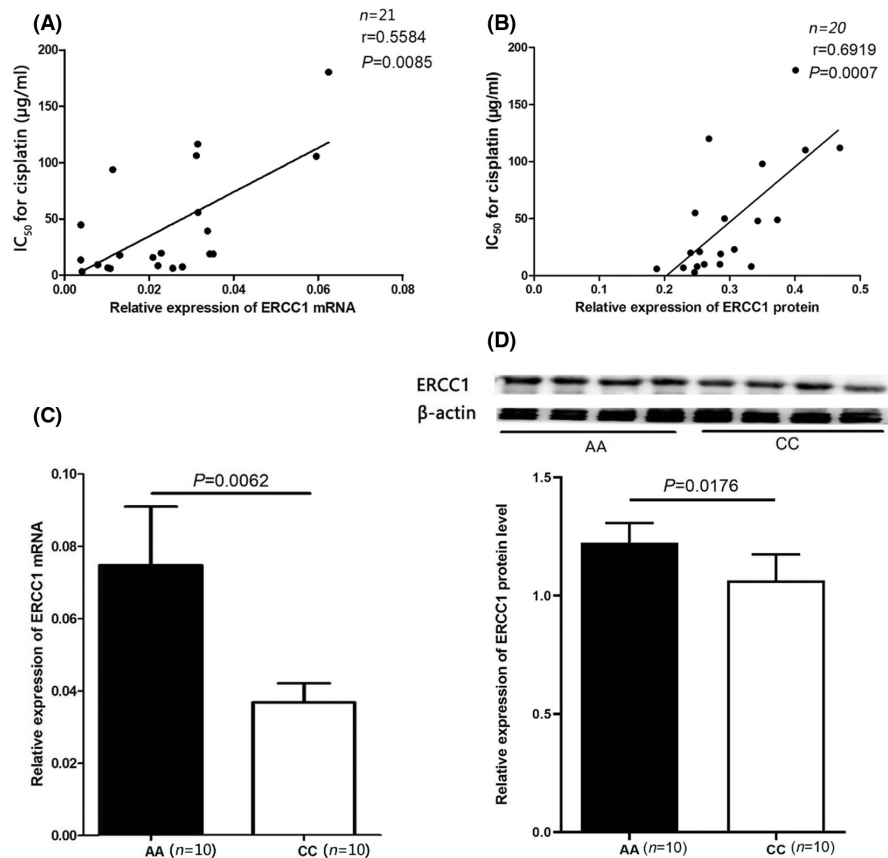 (A)
n=21
r=0.5584
P=0.0085
IC50 for cisplatin (μg/ml)
200
150
100
50
0
0.00 0.02 0.04 0.06 0.08
Relative expression of ERCC1 mRNA
(B)
n=20
r=0.6919
P=0.0007
IC50 for cisplatin (μg/ml)
200
150
100
50
0
0.0 0.1 0.2 0.3 0.4 0.5
Relative expression of ERCC1 protein
(C)
Relative expression of ERCC1 mRNA
0.10
0.08
0.06
0.04
0.02
0.00
P=0.0062
AA (n=10) CC (n=10)
(D)
ERCC1
β-actin
AA CC
Relative expression of ERCC1 protein level
1.5
1.0
0.5
0.0
P=0.0176
AA (n=10) CC (n=10)